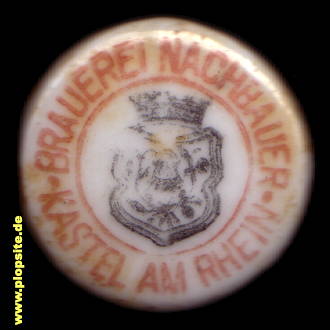 BRAUEREI NACHBAUER
• KASTEL AM RHEIN •
www.plopsite.de